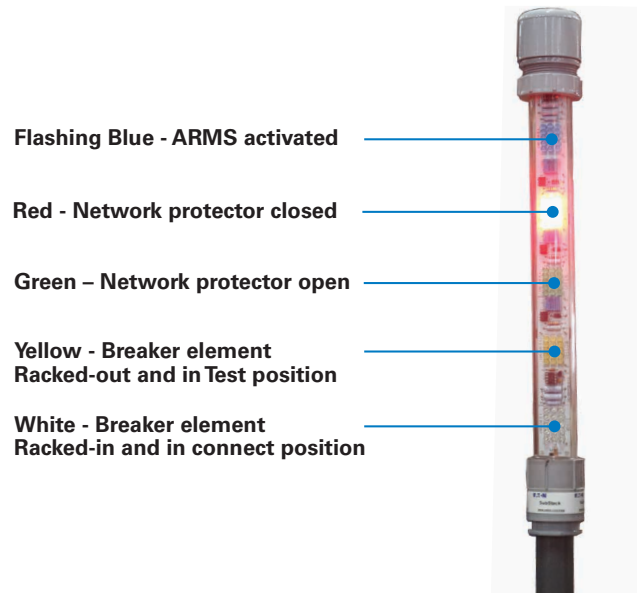 Flashing Blue - ARMS activated
Red - Network protector closed
Green – Network protector open
Yellow - Breaker element
Racked-out and in Test position
White - Breaker element
Racked-in and in connect position